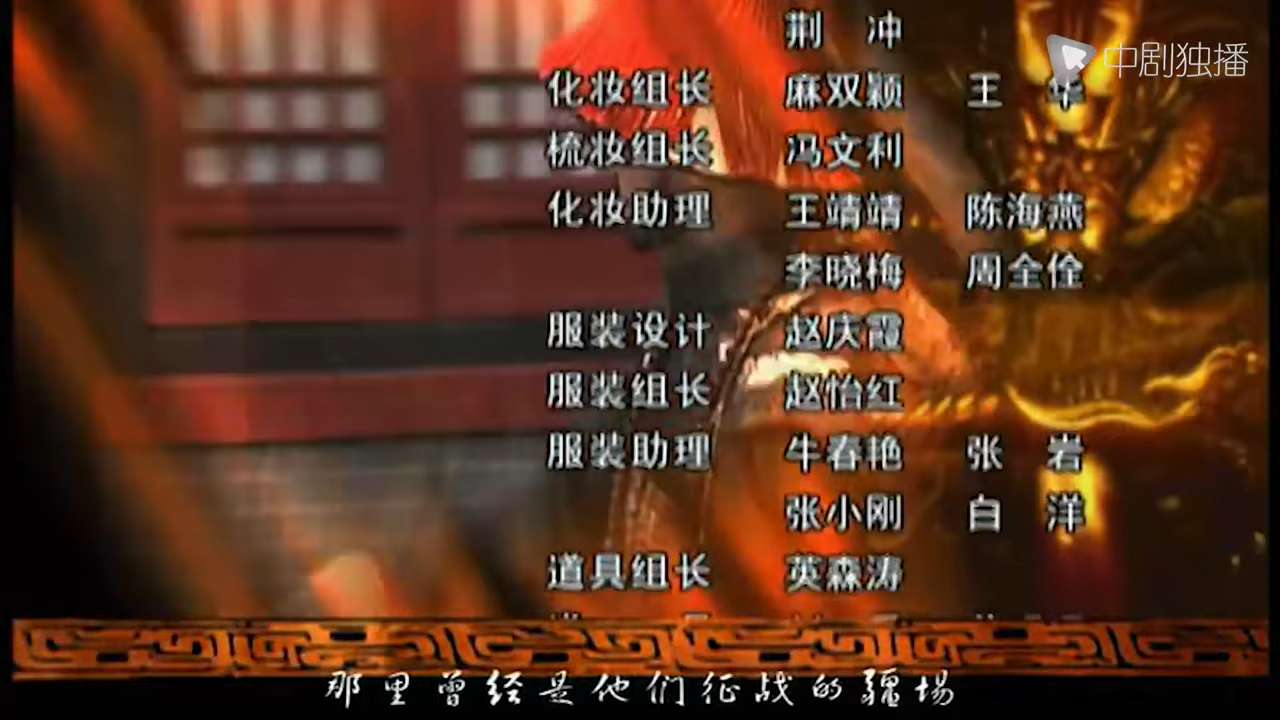 荆 冲
中剧独播
化妆组长 麻双颖 王 华
梳妆组长 冯文利
化妆助理 王靖靖 陈海燕
李晓梅 周全佺
服装设计 赵庆霞
服装组长 赵怡红
服装助理 牛春艳 张 岩
张小刚 白 洋
道具组长 英森涛
那里曾经是他们征战的疆场